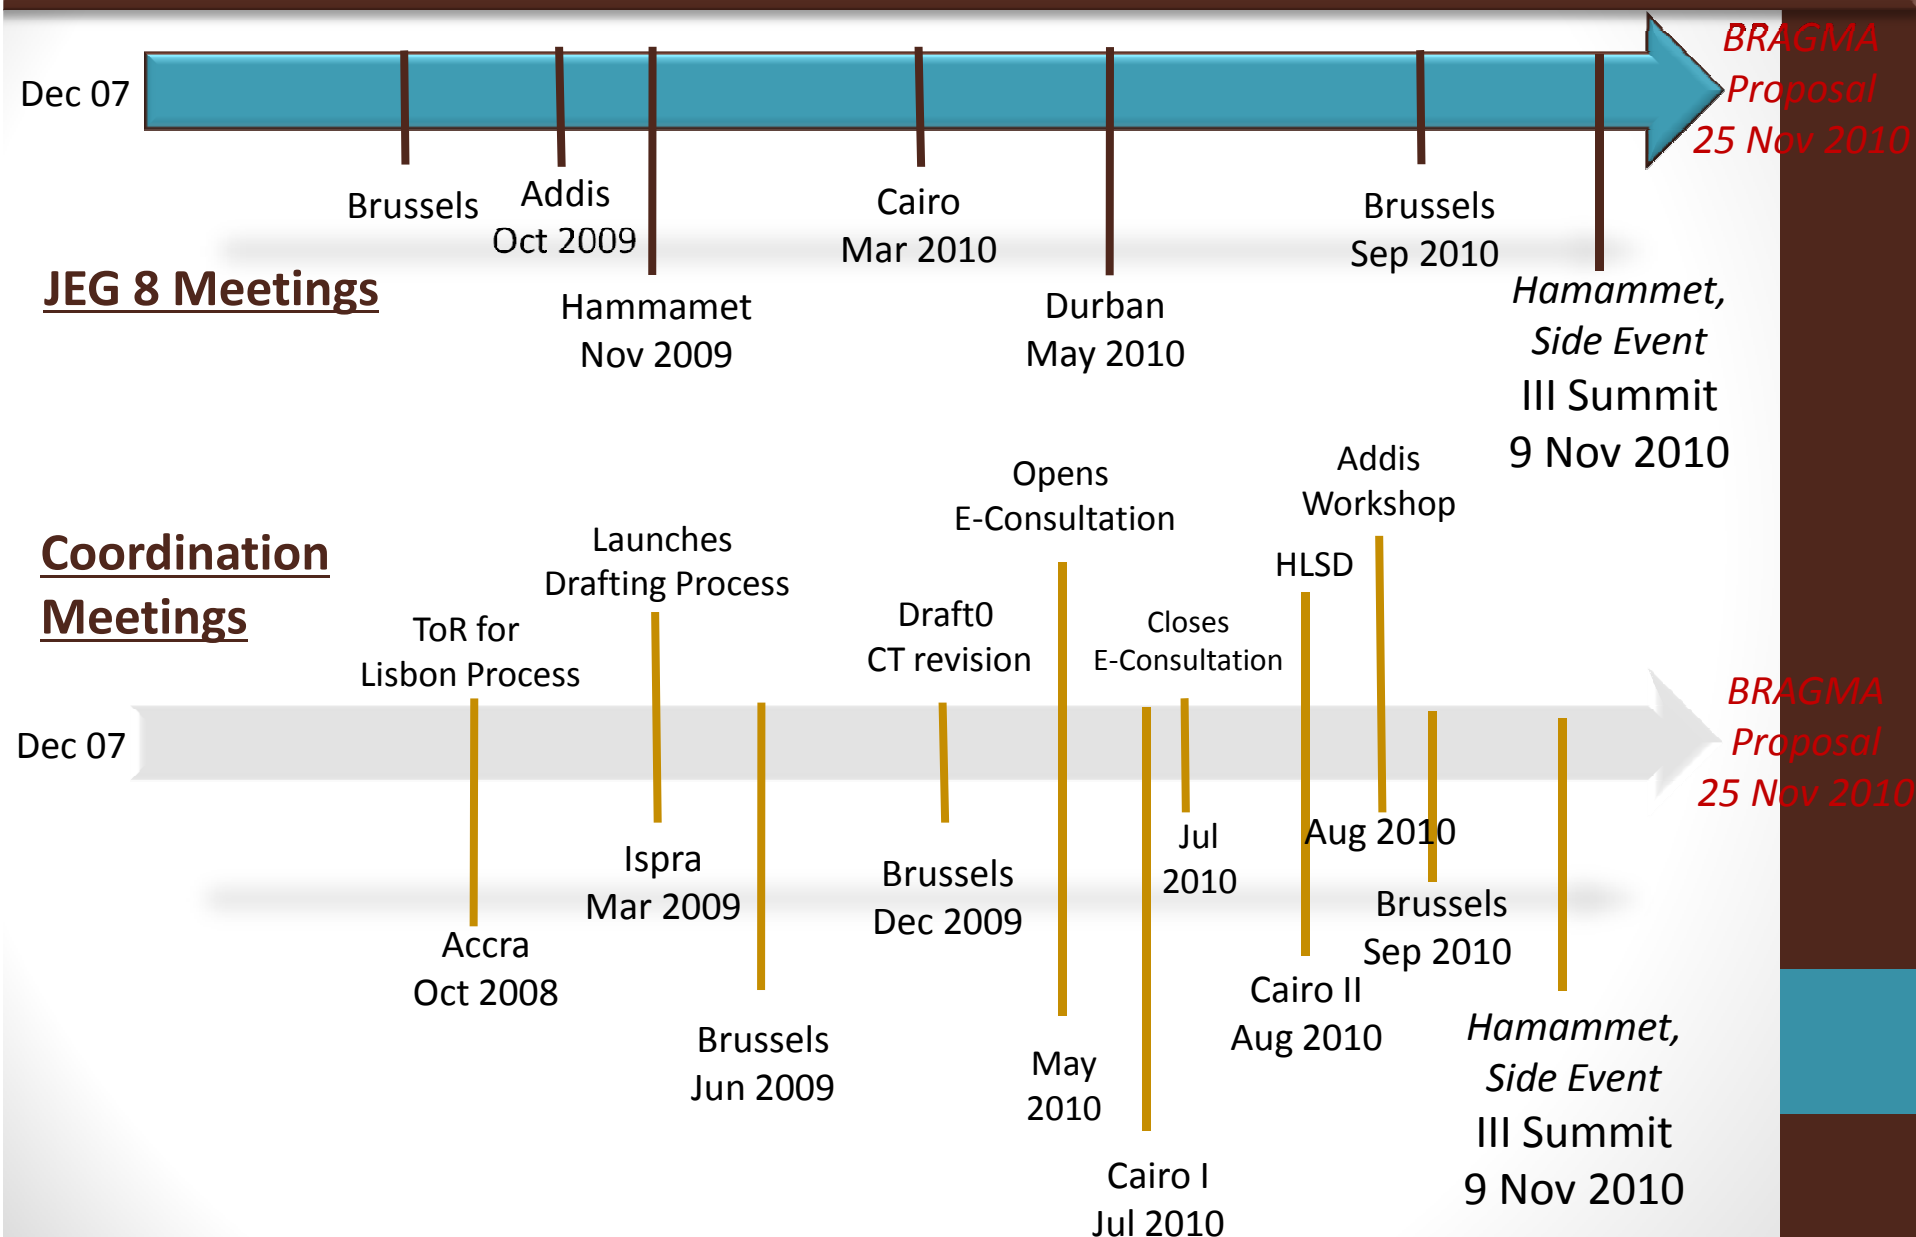 BRAGMA
Proposal
25 Nov 2010
Dec 07
Brussels
Addis
Oct 2009
Cairo
Mar 2010
Brussels
Sep 2010
JEG 8 Meetings
Hammamet
Nov 2009
Durban
May 2010
Hamammet,
Side Event
III Summit
9 Nov 2010
Coordination
Meetings
ToR for
Lisbon Process
Launches
Drafting Process
Draft0
CT revision
Opens
E-Consultation
Closes
E-Consultation
HLSD
Addis
Workshop
Dec 07
BRAGMA
Proposal
25 Nov 2010
Accra
Oct 2008
Ispra
Mar 2009
Brussels
Jun 2009
Brussels
Dec 2009
May
2010
Cairo I
Jul 2010
Jul
2010
Cairo II
Aug 2010
Aug 2010
Brussels
Sep 2010
Hamammet,
Side Event
III Summit
9 Nov 2010